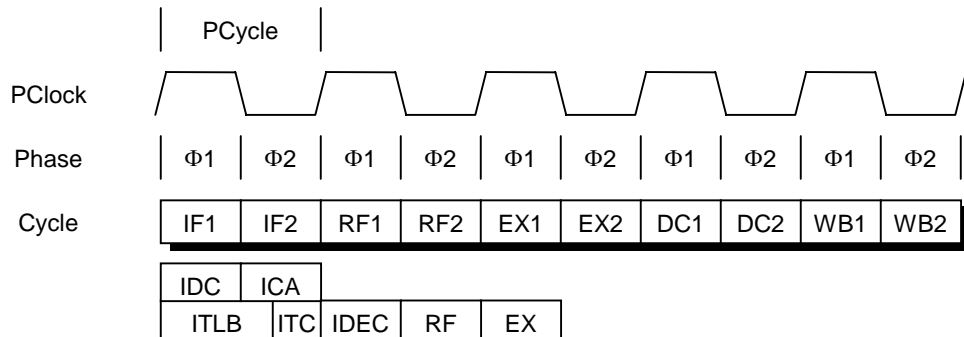 PCycle
PClock
Phase Φ1 Φ2 Φ1 Φ2 Φ1 Φ2 Φ1 Φ2 Φ1 Φ2
Cycle IF1 IF2 RF1 RF2 EX1 EX2 DC1 DC2 WB1 WB2
IDC ICA
ITLB ITC IDEC RF EX